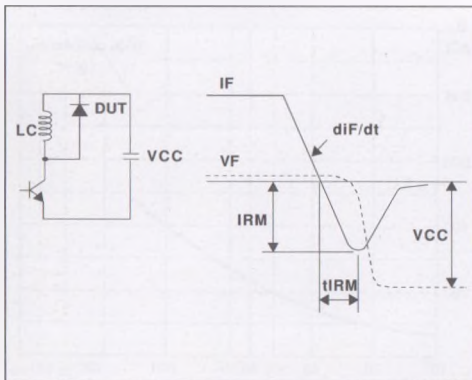 IF
diF/dt
DUT
LC
VCC
VF
IRM
VCC
tIRM